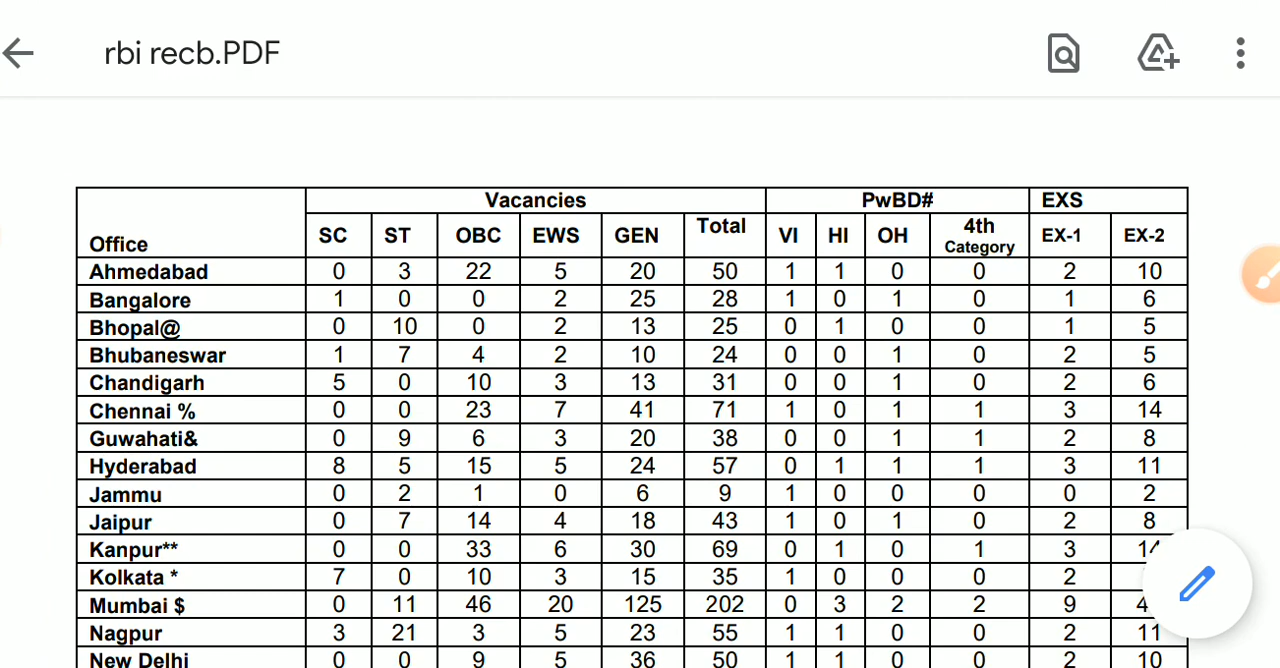 rbi recb.PDF
Vacancies PwBD# EXS
Office SC ST OBC EWS GEN Total VI HI OH 4th Category EX-1 EX-2
Ahmedabad 0 3 22 5 20 50 1 1 0 0 2 10
Bangalore 1 0 0 2 25 28 1 0 1 0 1 6
Bhopal@ 0 10 0 2 13 25 0 1 0 0 1 5
Bhubaneswar 1 7 4 2 10 24 0 0 1 0 2 5
Chandigarh 5 0 10 3 13 31 0 0 1 0 2 6
Chennai % 0 0 23 7 41 71 1 0 1 1 3 14
Guwahati& 0 9 6 3 20 38 0 0 1 1 2 8
Hyderabad 8 5 15 5 24 57 0 1 1 1 3 11
Jammu 0 2 1 0 6 9 1 0 0 0 0 2
Jaipur 0 7 14 4 18 43 1 0 1 0 2 8
Kanpur** 0 0 33 6 30 69 0 1 0 1 3 14
Kolkata * 7 0 10 3 15 35 1 0 0 0 2
Mumbai $ 0 11 46 20 125 202 0 3 2 2 9
Nagpur 3 21 3 5 23 55 1 1 0 0 2 11
New Delhi 0 0 9 5 36 50 1 1 0 0 2 10